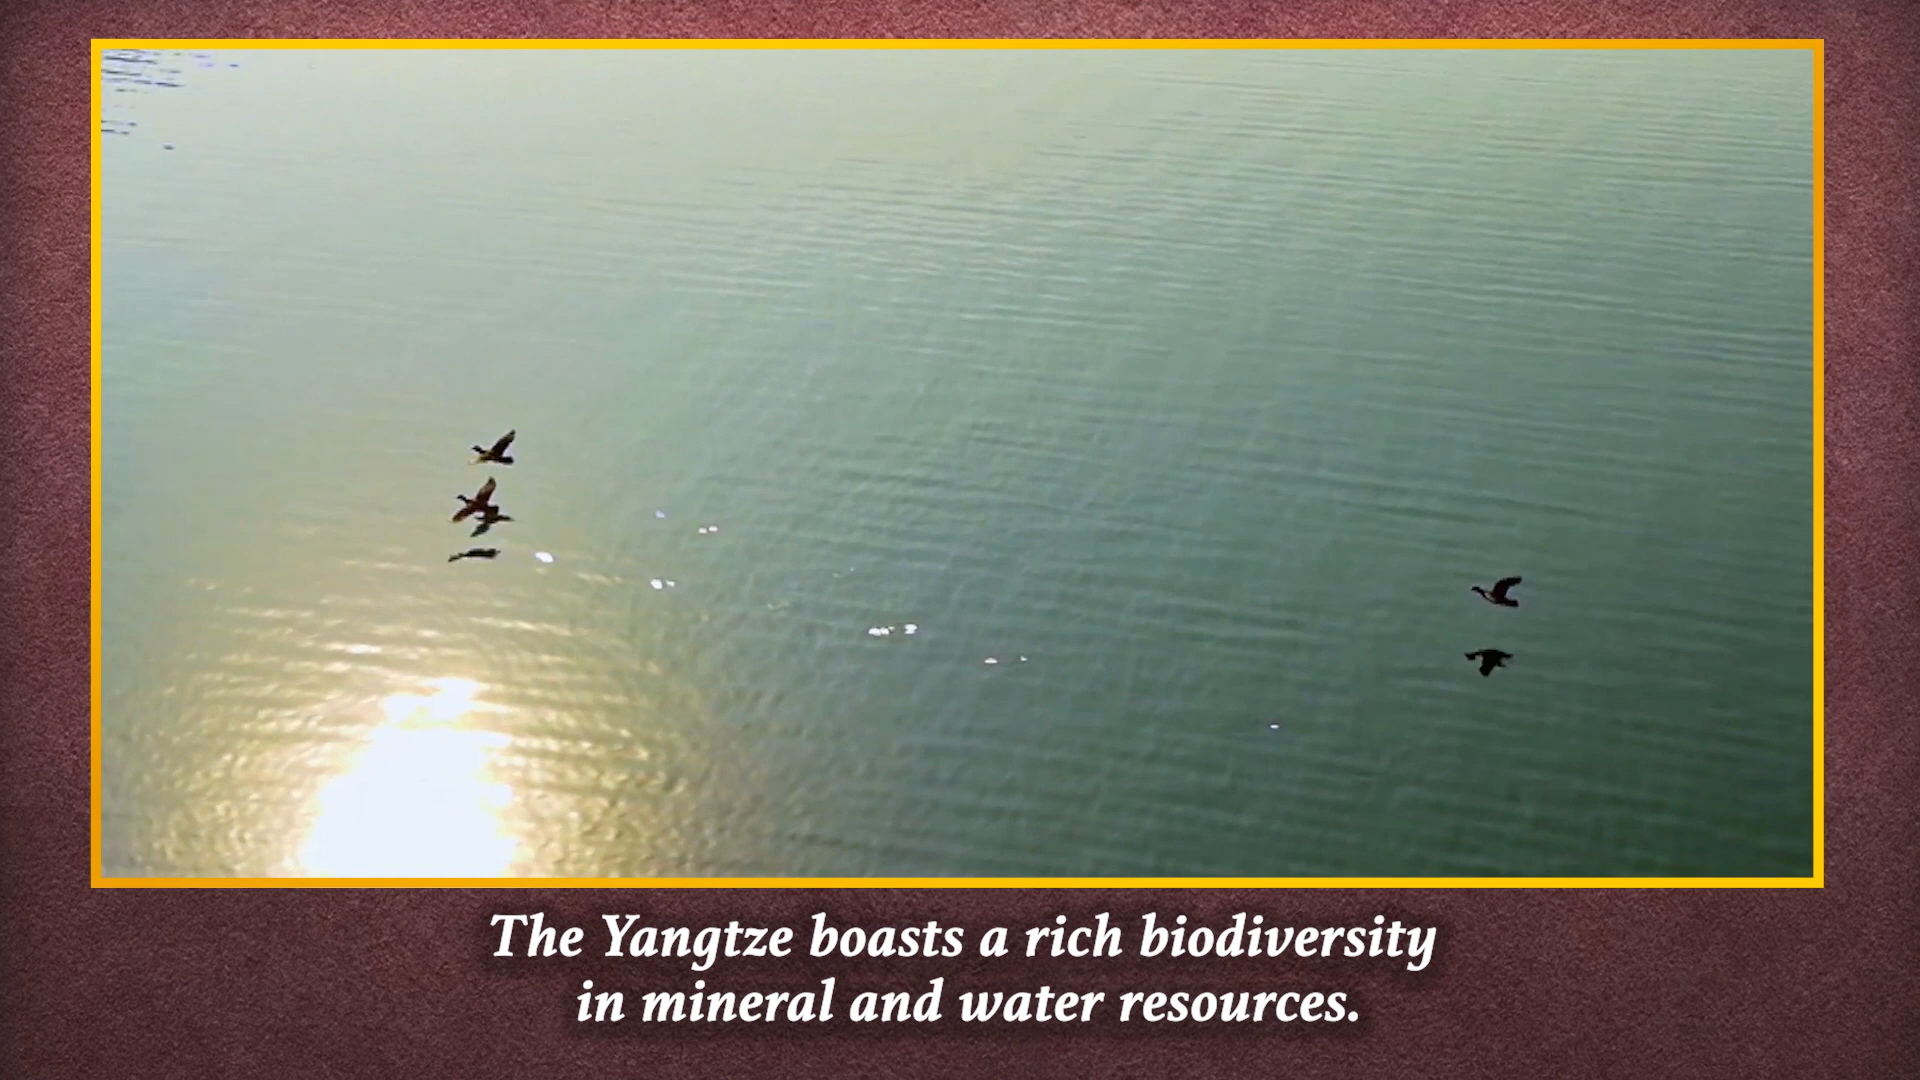 The Yangtze boasts a rich biodiversity
in mineral and water resources.